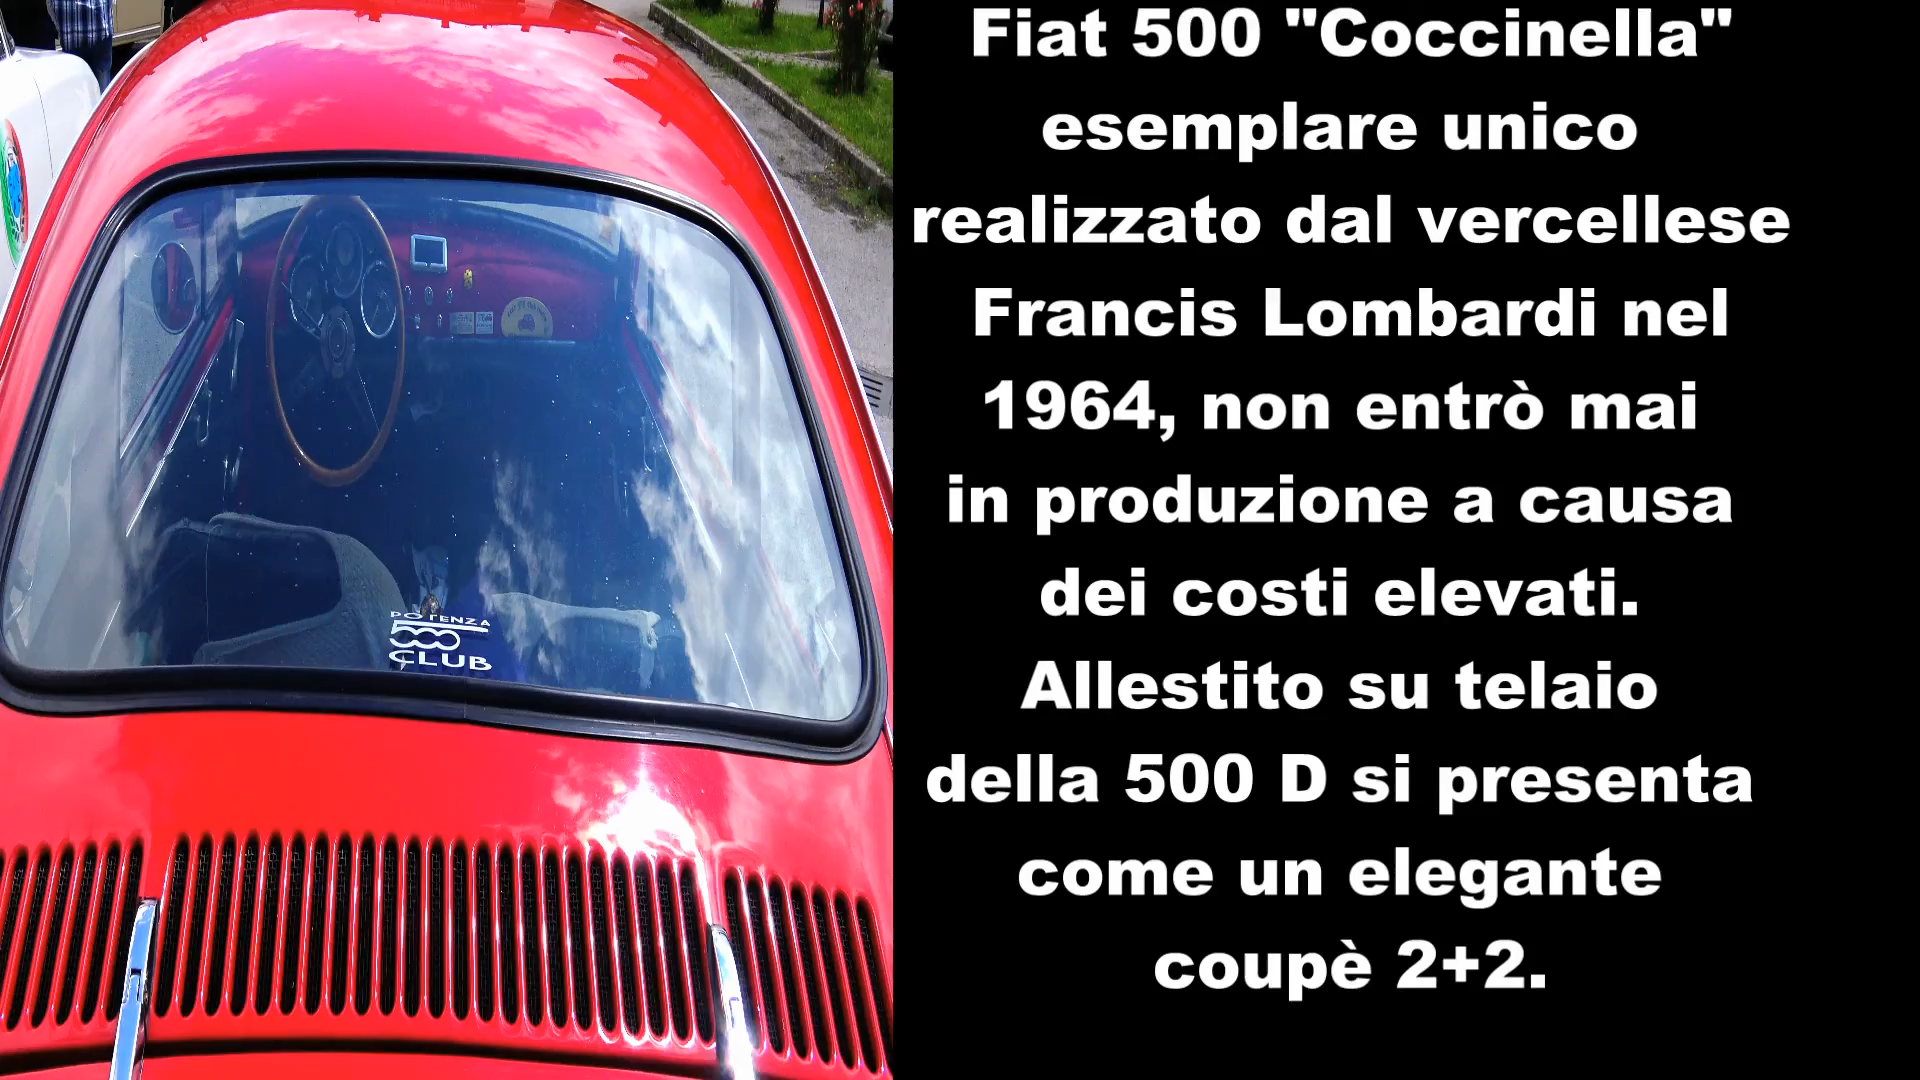 Fiat 500 "Coccinella"
esemplare unico
realizzato dal vercellese
Francis Lombardi nel
1964, non entrò mai
in produzione a causa
dei costi elevati.
Allestito su telaio
della 500 D si presenta
come un elegante
coupè 2+2.
POTENZA
500
CLUB